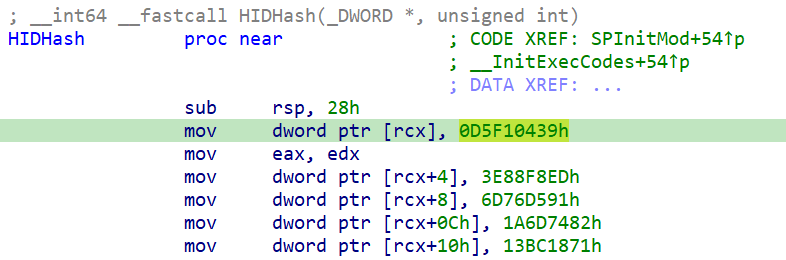 ; __int64 __fastcall HIDHash(_DWORD *, unsigned int)
HIDHash proc near ; CODE XREF: SPInitMod+54↑p
; __InitExecCodes+54↑p
; DATA XREF: ...
sub rsp, 28h
mov dword ptr [rcx], 0D5F10439h
mov eax, edx
mov dword ptr [rcx+4], 3E88F8EDh
mov dword ptr [rcx+8], 6D76D591h
mov dword ptr [rcx+0Ch], 1A6D7482h
mov dword ptr [rcx+10h], 13BC1871h